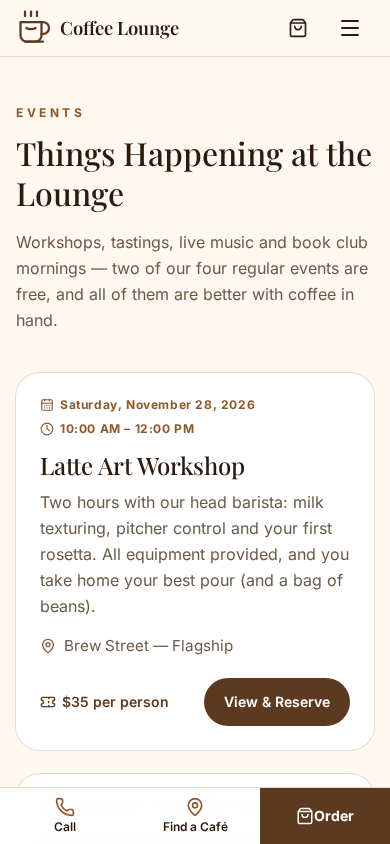 Coffee Lounge
EVENTS
Things Happening at the
Lounge
Workshops, tastings, live music and book club
mornings — two of our four regular events are
free, and all of them are better with coffee in
hand.
Saturday, November 28, 2026
10:00 AM – 12:00 PM
Latte Art Workshop
Two hours with our head barista: milk
texturing, pitcher control and your first
rosetta. All equipment provided, and you
take home your best pour (and a bag of
beans).
Brew Street — Flagship
$35 per person
View & Reserve
Call
Find a Café
Order